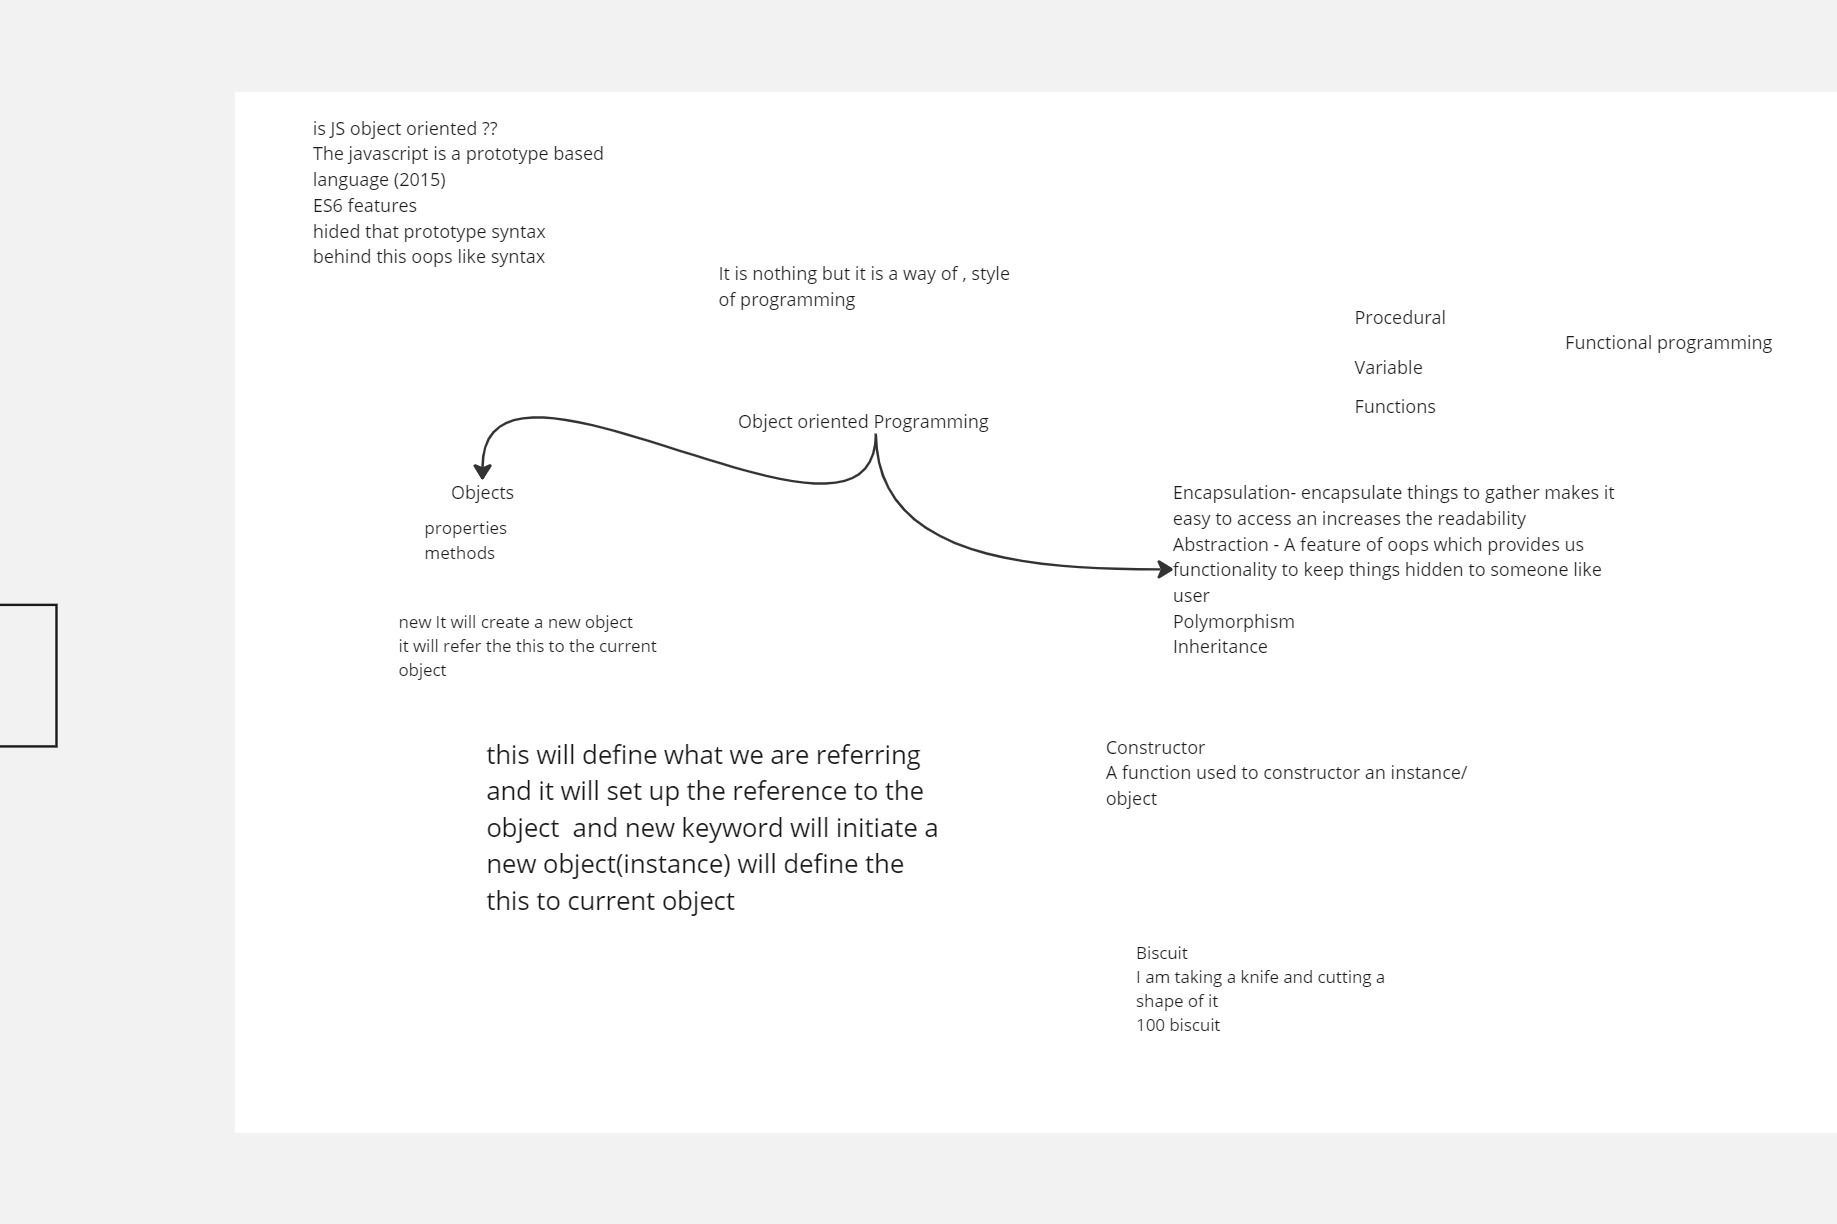 is JS object oriented ??
The javascript is a prototype based
language (2015)
ES6 features
hided that prototype syntax
behind this oops like syntax
It is nothing but it is a way of , style
of programming
Procedural
Functional programming
Variable
Functions
Object oriented Programming
Objects
properties
methods
Encapsulation- encapsulate things to gather makes it
easy to access an increases the readability
Abstraction - A feature of oops which provides us
functionality to keep things hidden to someone like
user
Polymorphism
Inheritance
new It will create a new object
it will refer the this to the current
object
this will define what we are referring
and it will set up the reference to the
object  and new keyword will initiate a
new object(instance) will define the
this to current object
Constructor
A function used to constructor an instance/
object
Biscuit
I am taking a knife and cutting a
shape of it
100 biscuit